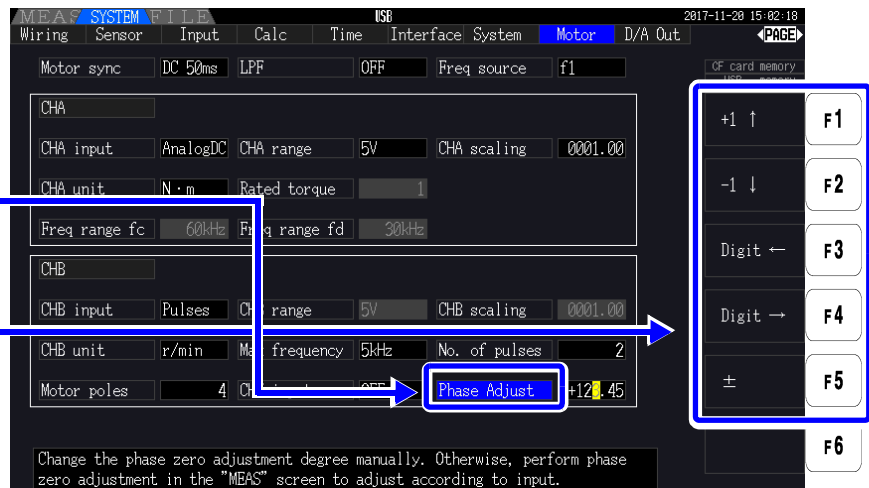 MEAS SYSTEM FILE USB 2017-11-20 15:02:18
Wiring Sensor Input Calc Time Interface System Motor D/A Out PAGE
Motor sync DC 50ms LPF OFF Freq source f1
CF card memory
USB memory
CHA
CHA input AnalogDC CHA range 5V CHA scaling 0001.00
CHA unit N・m Rated torque 1
Freq range fc 60kHz Freq range fd 30kHz
CHB
CHB input Pulses CHB range 5V CHB scaling 0001.00
CHB unit r/min Max frequency 5kHz No. of pulses 2
Motor poles 4 OFF Phase Adjust +123.45
Change the phase zero adjustment degree manually. Otherwise, perform phase
zero adjustment in the "MEAS" screen to adjust according to input.
+1 ↑ F1
-1 ↓ F2
Digit ← F3
Digit → F4
± F5
F6